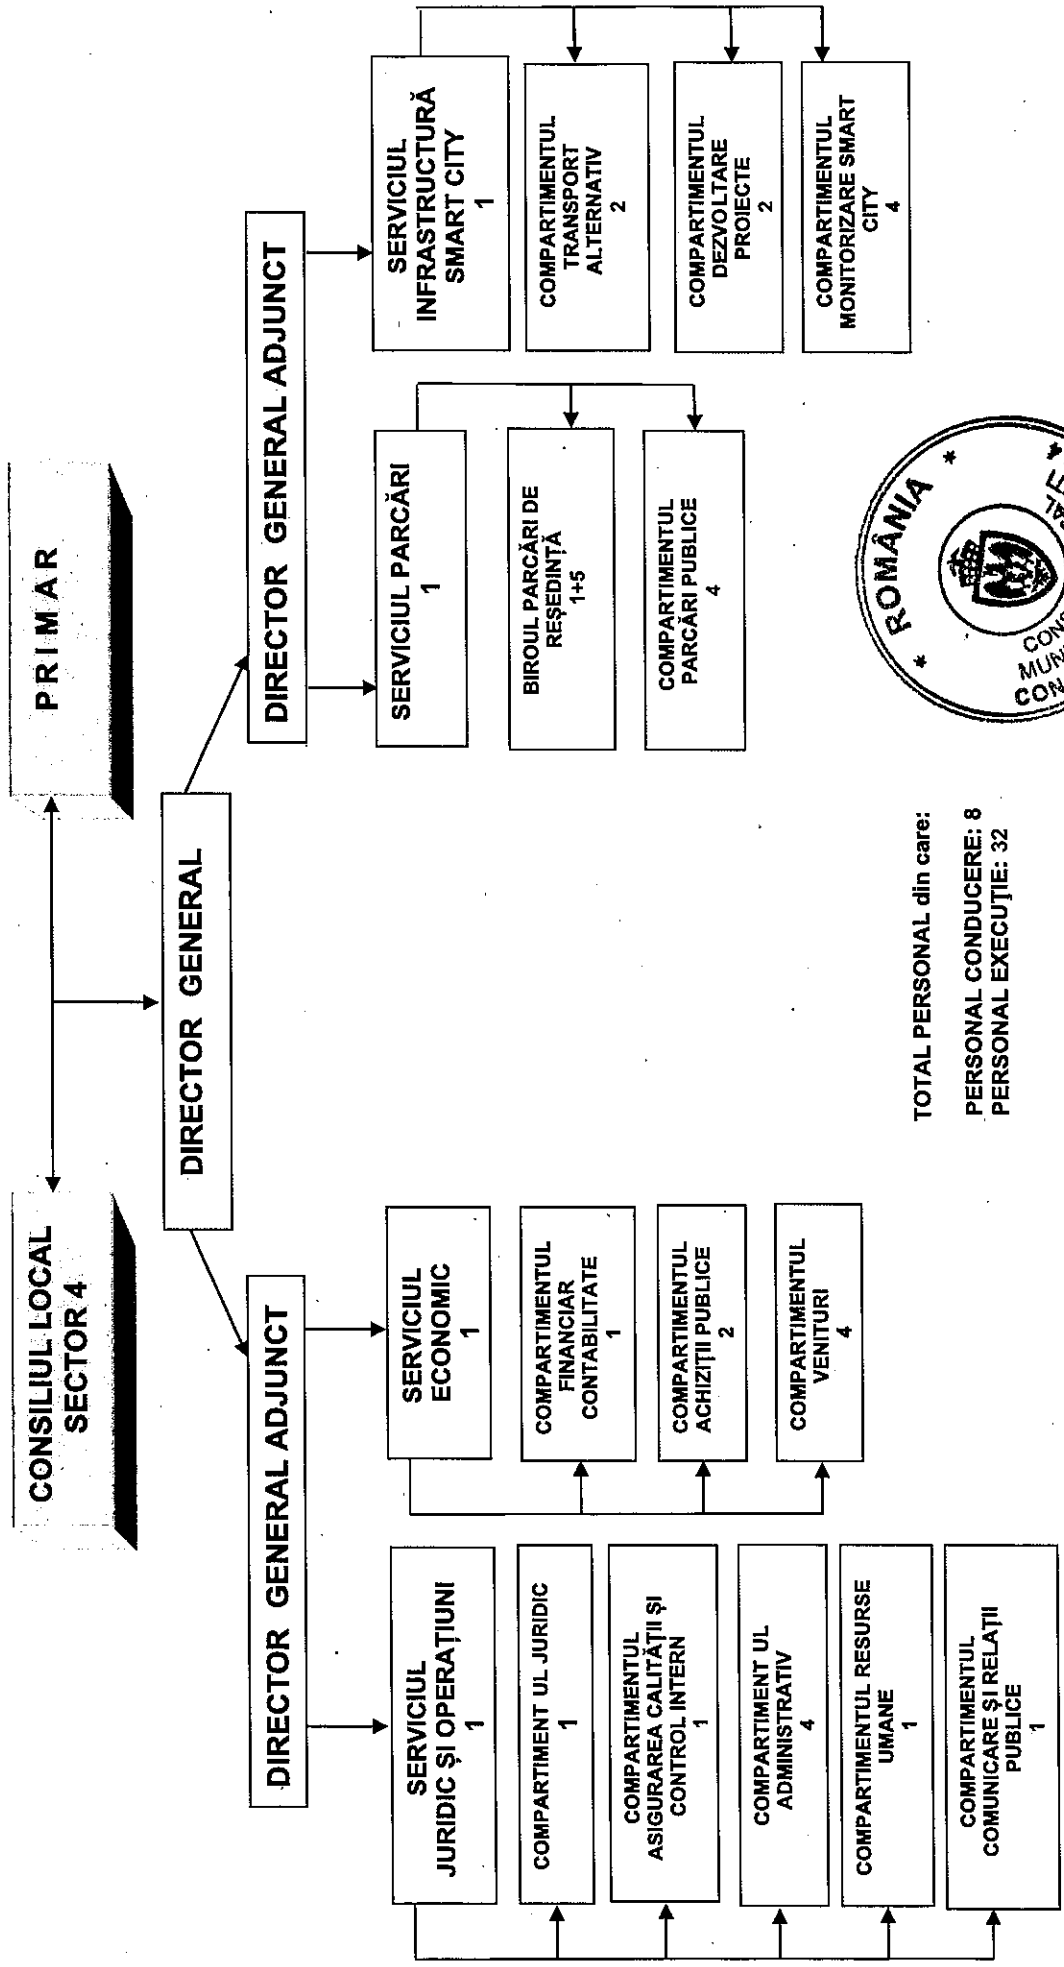 CONSILIUL LOCAL
SECTOR 4
PRIMAR
DIRECTOR GENERAL
DIRECTOR GENERAL ADJUNCT
DIRECTOR GENERAL ADJUNCT
SERVICIUL
JURIDIC ȘI OPERAȚIUNI
1
COMPARTIMENT UL JURIDIC
1
COMPARTIMENTUL
ASIGURAREA CALITĂȚII ȘI
CONTROL INTERN
1
COMPARTIMENT UL
ADMINISTRATIV
4
COMPARTIMENTUL RESURSE
UMANE
1
COMPARTIMENTUL
COMUNICARE ȘI RELAȚII
PUBLICE
1
SERVICIUL
ECONOMIC
1
COMPARTIMENTUL
FINANCIAR
CONTABILITATE
1
COMPARTIMENTUL
ACHIZIȚII PUBLICE
2
COMPARTIMENTUL
VENITURI
4
SERVICIUL PARCĂRI
1
BIROUL PARCĂRI DE
REȘEDINȚĂ
1+5
COMPARTIMENTUL
PARCĂRI PUBLICE
4
SERVICIUL
INFRASTRUCTURĂ
SMART CITY
1
COMPARTIMENTUL
TRANSPORT
ALTERNATIV
2
COMPARTIMENTUL
DEZVOLTARE
PROIECTE
2
COMPARTIMENTUL
MONITORIZARE SMART
CITY
4
TOTAL PERSONAL din care:
PERSONAL CONDUCERE: 8
PERSONAL EXECUȚIE: 32
* ROMÂNIA *